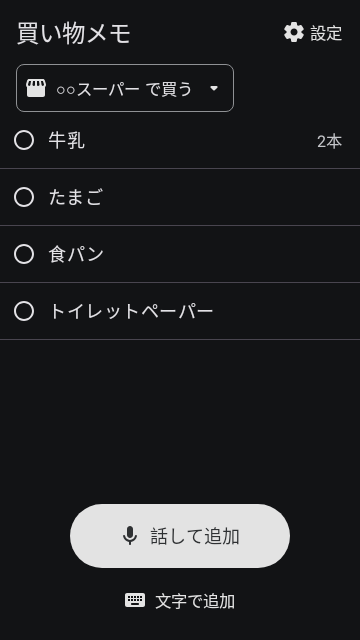 買い物メモ
設定
○○スーパー で買う
牛乳
2本
たまご
食パン
トイレットペーパー
話して追加
文字で追加